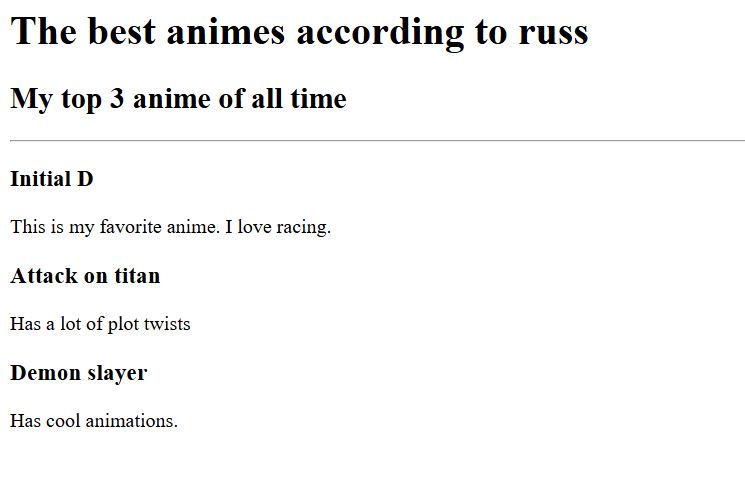 The best animes according to russ
My top 3 anime of all time
Initial D
This is my favorite anime. I love racing.
Attack on titan
Has a lot of plot twists
Demon slayer
Has cool animations.